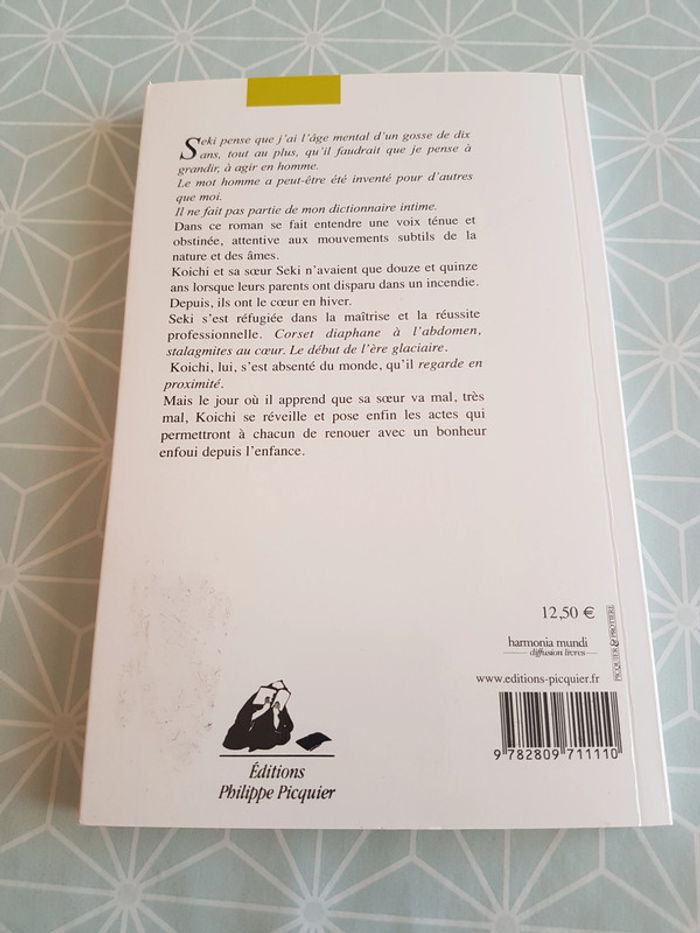 Seki pense que j'ai l'âge mental d'un gosse de dix
ans, tout au plus, qu'il faudrait que je pense à
grandir, à agir en homme.
Le mot homme a peut-être été inventé pour d'autres
que moi.
Il ne fait pas partie de mon dictionnaire intime.
Dans ce roman se fait entendre une voix ténue et
obstinée, attentive aux mouvements subtils de la
nature et des âmes.
Koichi et sa sœur Seki n'avaient que douze et quinze
ans lorsque leurs parents ont disparu dans un incendie.
Depuis, ils ont le cœur en hiver.
Seki s'est réfugiée dans la maîtrise et la réussite
professionnelle. Corset diaphane à l'abdomen,
stalagmites au cœur. Le début de l'ère glaciaire.
Koichi, lui, s'est absenté du monde, qu'il regarde en
proximité.
Mais le jour où il apprend que sa sœur va mal, très
mal, Koichi se réveille et pose enfin les actes qui
permettront à chacun de renouer avec un bonheur
enfoui depuis l'enfance.
12,50 €
harmonia mundi
diffusion livres
PICQUIER & PROTIÈRE
www.editions-picquier.fr
9 782809 711110
Éditions
Philippe Picquier